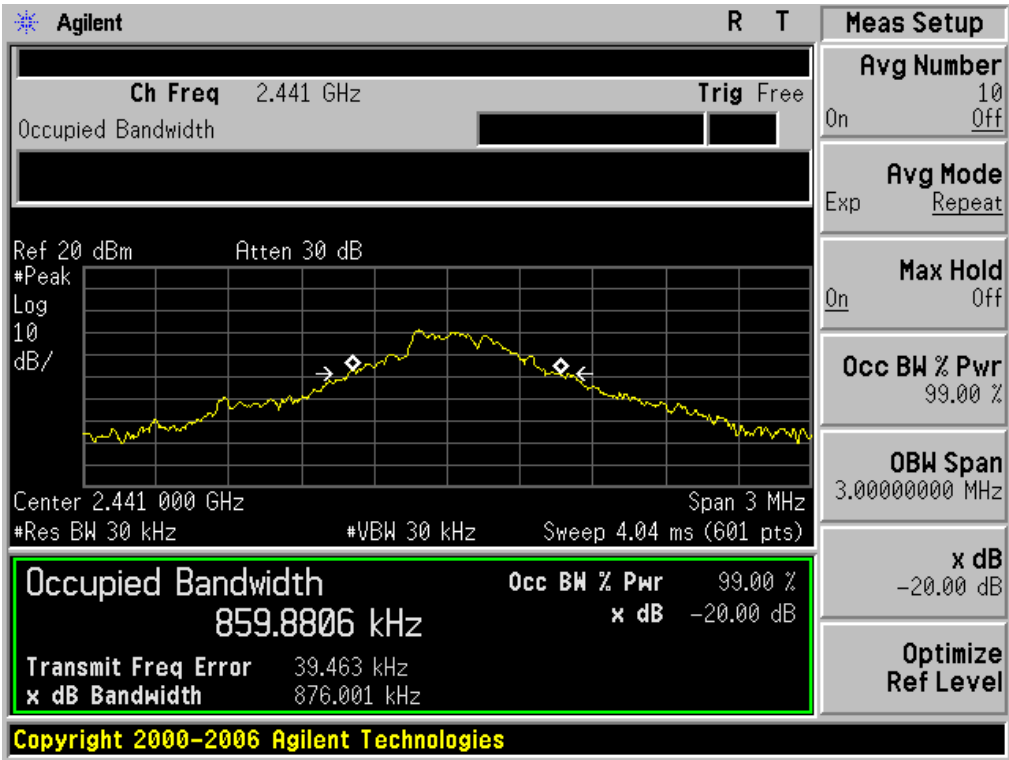 Agilent
R T
Ch Freq 2.441 GHz Trig Free
Occupied Bandwidth
Ref 20 dBm Atten 30 dB
#Peak
Log
10
dB/
Center 2.441 000 GHz Span 3 MHz
#Res BW 30 kHz #VBW 30 kHz Sweep 4.04 ms (601 pts)
Occupied Bandwidth
859.8806 kHz
Occ BW % Pwr 99.00 %
x dB -20.00 dB
Transmit Freq Error 39.463 kHz
x dB Bandwidth 876.001 kHz
Copyright 2000-2006 Agilent Technologies
Meas Setup
Avg Number
10
On Off
Avg Mode
Exp Repeat
Max Hold
On Off
Occ BW % Pwr
99.00 %
OBW Span
3.00000000 MHz
x dB
-20.00 dB
Optimize
Ref Level